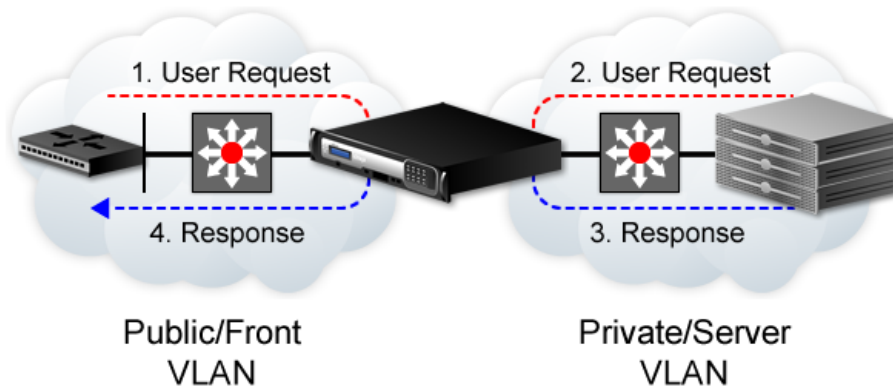 1. User Request
2. User Request
4. Response
3. Response
Public/Front
VLAN
Private/Server
VLAN